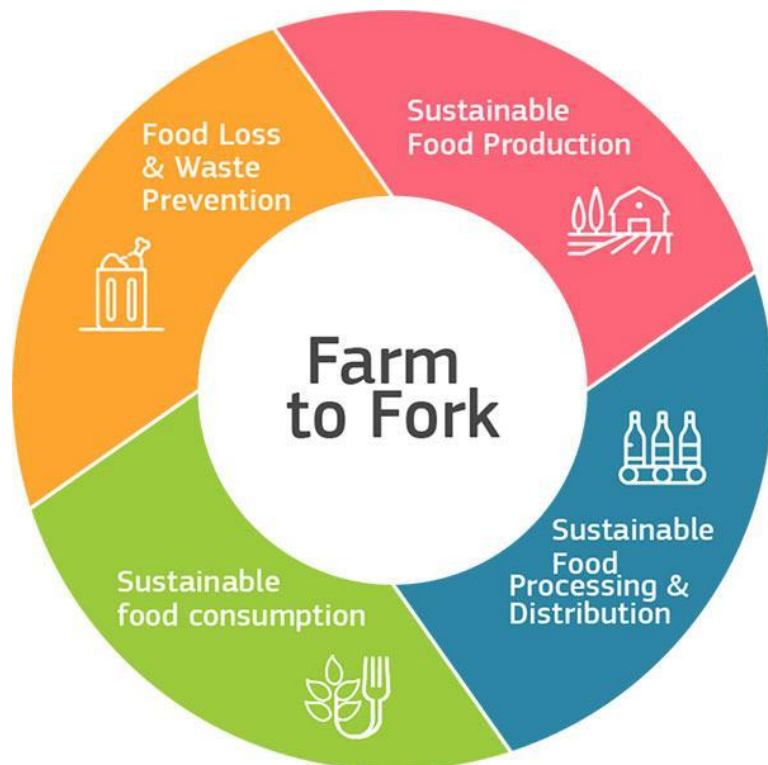 Food Loss
& Waste
Prevention
Sustainable
Food Production
Farm
to Fork
Sustainable
Food
Processing &
Distribution
Sustainable
food consumption